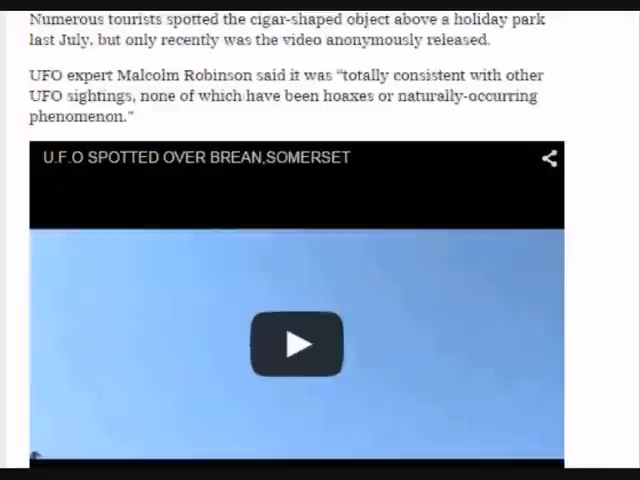 Numerous tourists spotted the cigar-shaped object above a holiday park
last July, but only recently was the video anonymously released.
UFO expert Malcolm Robinson said it was “totally consistent with other
UFO sightings, none of which have been hoaxes or naturally-occurring
phenomenon.”
U.F.O SPOTTED OVER BREAN,SOMERSET